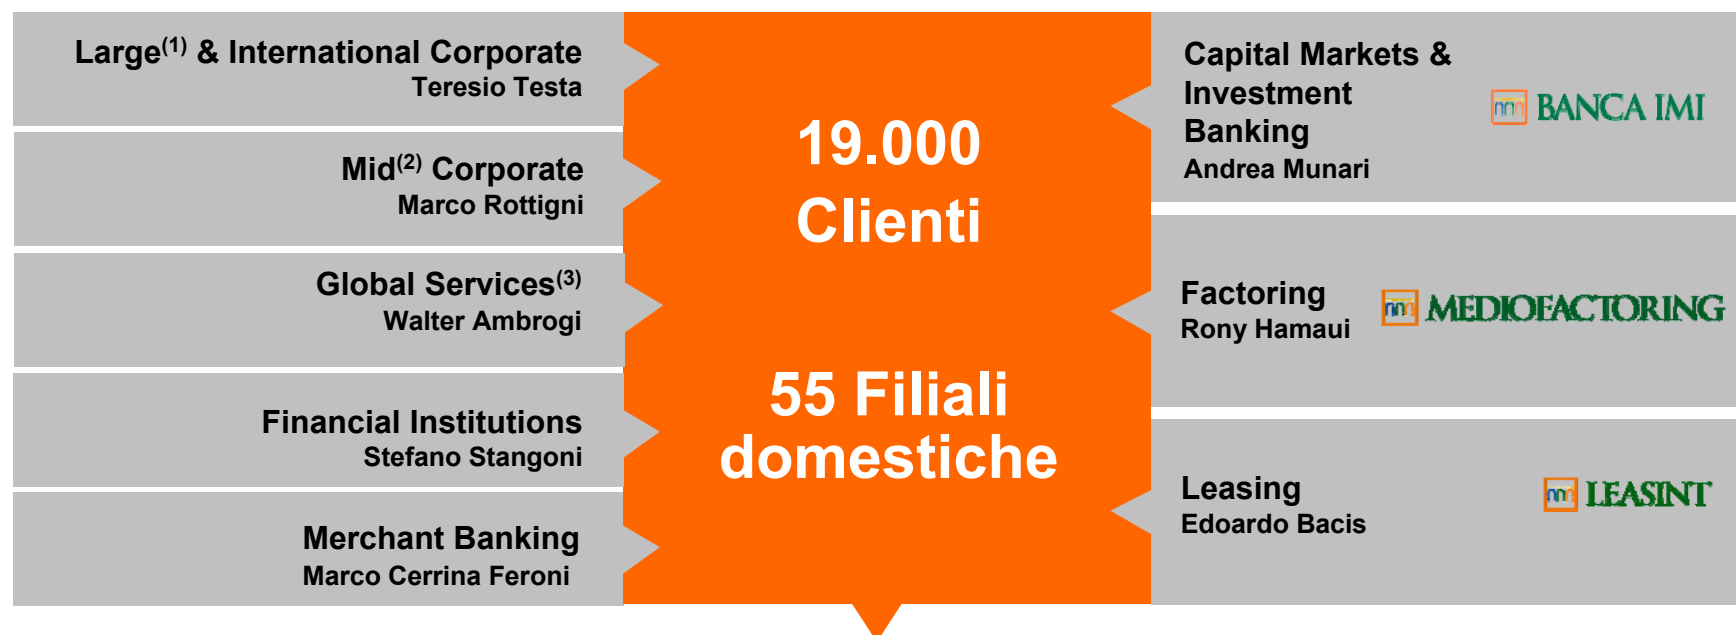 Large(1) & International Corporate
Teresio Testa
Mid(2) Corporate
Marco Rottigni
Global Services(3)
Walter Ambrogi
Financial Institutions
Stefano Stangoni
Merchant Banking
Marco Cerrina Feroni
19.000
Clienti
55 Filiali
domestiche
Capital Markets &
Investment
Banking
Andrea Munari
BANCA IMI
Factoring
Rony Hamaui
MEDIOFACTORING
Leasing
Edoardo Bacis
LEASINT